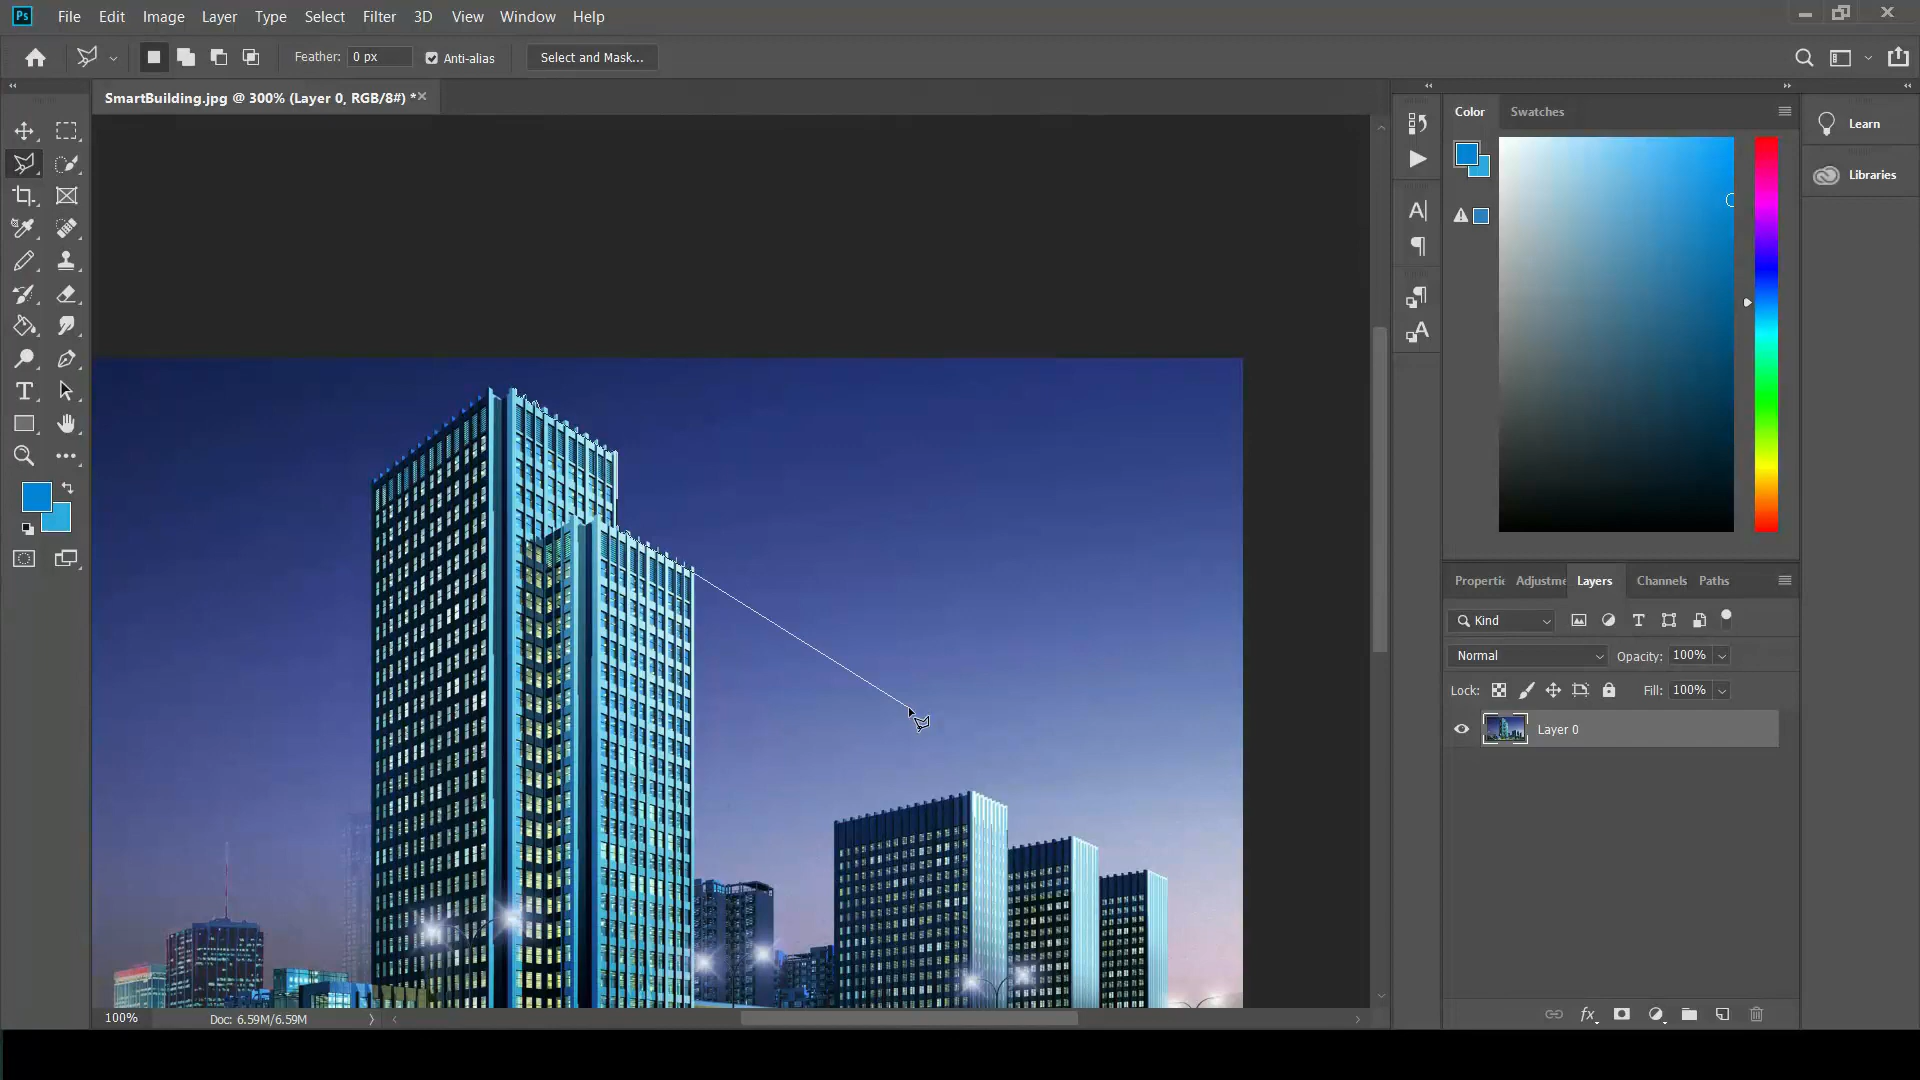 Ps File Edit Image Layer Type Select Filter 3D View Window Help
Feather: 0 px Anti-alias Select and Mask...
SmartBuilding.jpg @ 300% (Layer 0, RGB/8#) *
Color Swatches
Learn
Libraries
Properti Adjustme Layers Channels Paths
Kind
Normal Opacity: 100%
Lock: Fill: 100%
Layer 0
100% Doc: 6.59M/6.59M